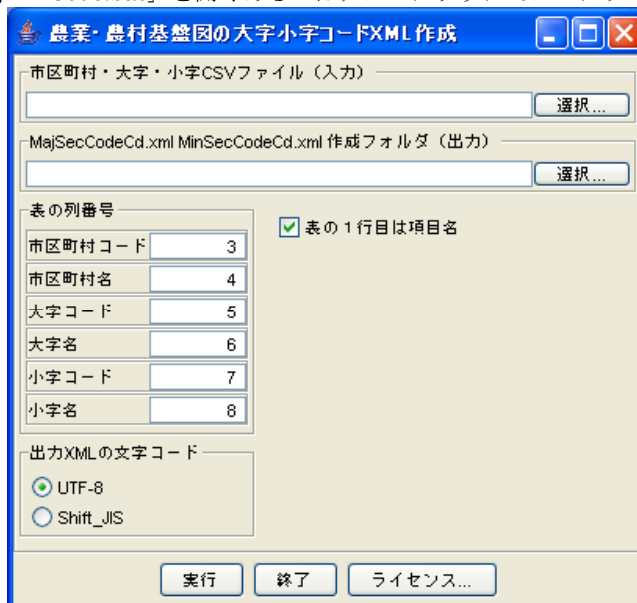 農業・農村基盤図の大字小字コードXML作成
市区町村・大字・小字CSVファイル（入力）
選択...
MajSecCodeCd.xml MinSecCodeCd.xml 作成フォルダ（出力）
選択...
表の列番号
表の1行目は項目名
市区町村コード 3
市区町村名 4
大字コード 5
大字名 6
小字コード 7
小字名 8
出力XMLの文字コード
UTF-8
Shift_JIS
実行 終了 ライセンス...